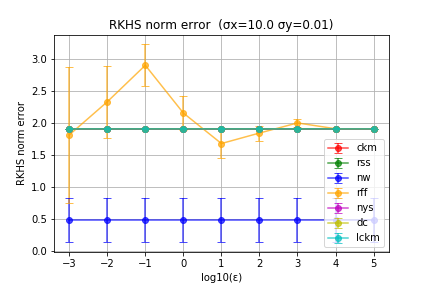 RKHS norm error (σx=10.0 σy=0.01)
RKHS norm error
3.0
2.5
2.0
1.5
1.0
0.5
0.0
ckm
rss
nw
rff
nys
dc
lckm
−3 −2 −1 0 1 2 3 4 5
log10(ε)